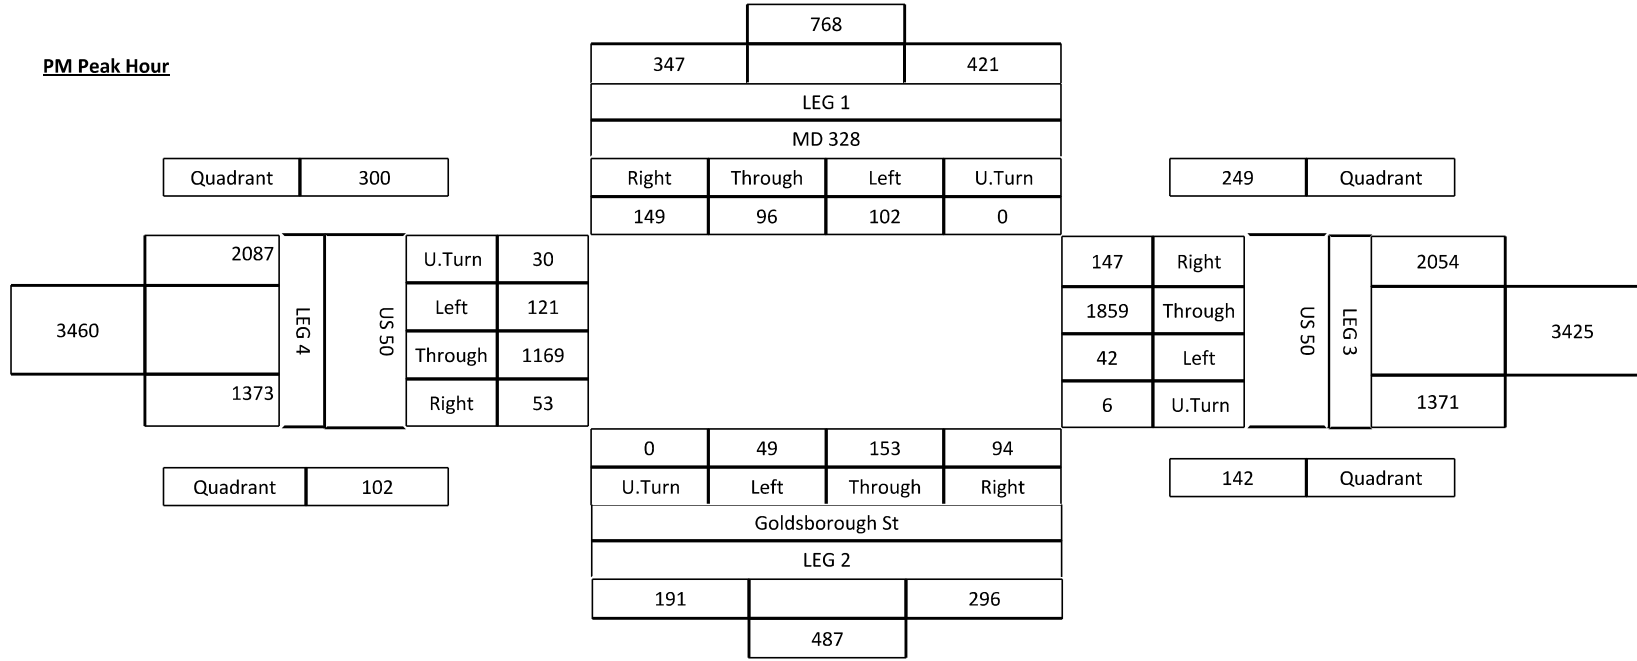 768
PM Peak Hour
347 421
LEG 1
MD 328
Quadrant 300
Right Through Left U.Turn
249 Quadrant
149 96 102 0
2087
3460
1373
LEG 4
US 50
U.Turn 30
Left 121
Through 1169
Right 53
147 Right
1859 Through
42 Left
6 U.Turn
US 50
LEG 3
2054
3425
1371
0 49 153 94
U.Turn Left Through Right
Quadrant 102
142 Quadrant
Goldsborough St
LEG 2
191 296
487